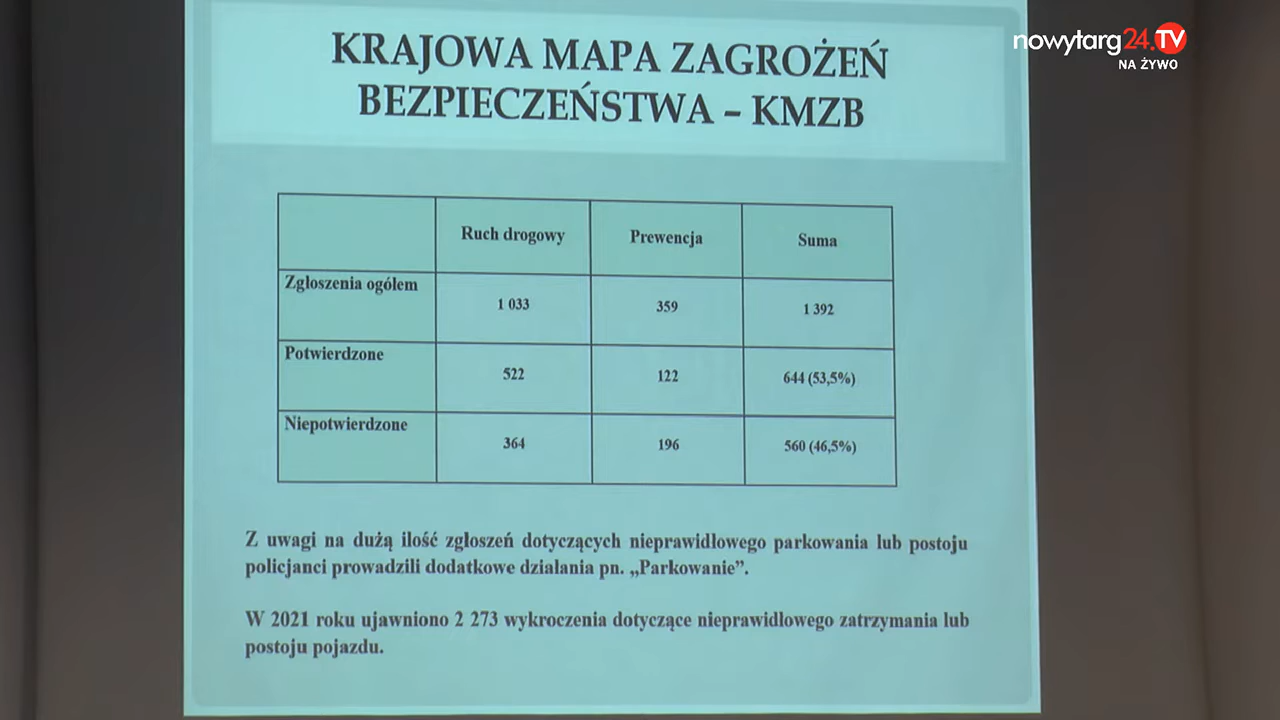 nowytarg24.TV
NA ŻYWO
KRAJOWA MAPA ZAGROŻEŃ
BEZPIECZEŃSTWA – KMZB
Ruch drogowy Prewencja Suma
Zgłoszenia ogółem 1 033 359 1 392
Potwierdzone 522 122 644 (53,5%)
Niepotwierdzone 364 196 560 (46,5%)
Z uwagi na dużą ilość zgłoszeń dotyczących nieprawidłowego parkowania lub postoju
policjanci prowadzili dodatkowe działania pn. „Parkowanie”.
W 2021 roku ujawniono 2 273 wykroczenia dotyczące nieprawidłowego zatrzymania lub
postoju pojazdu.